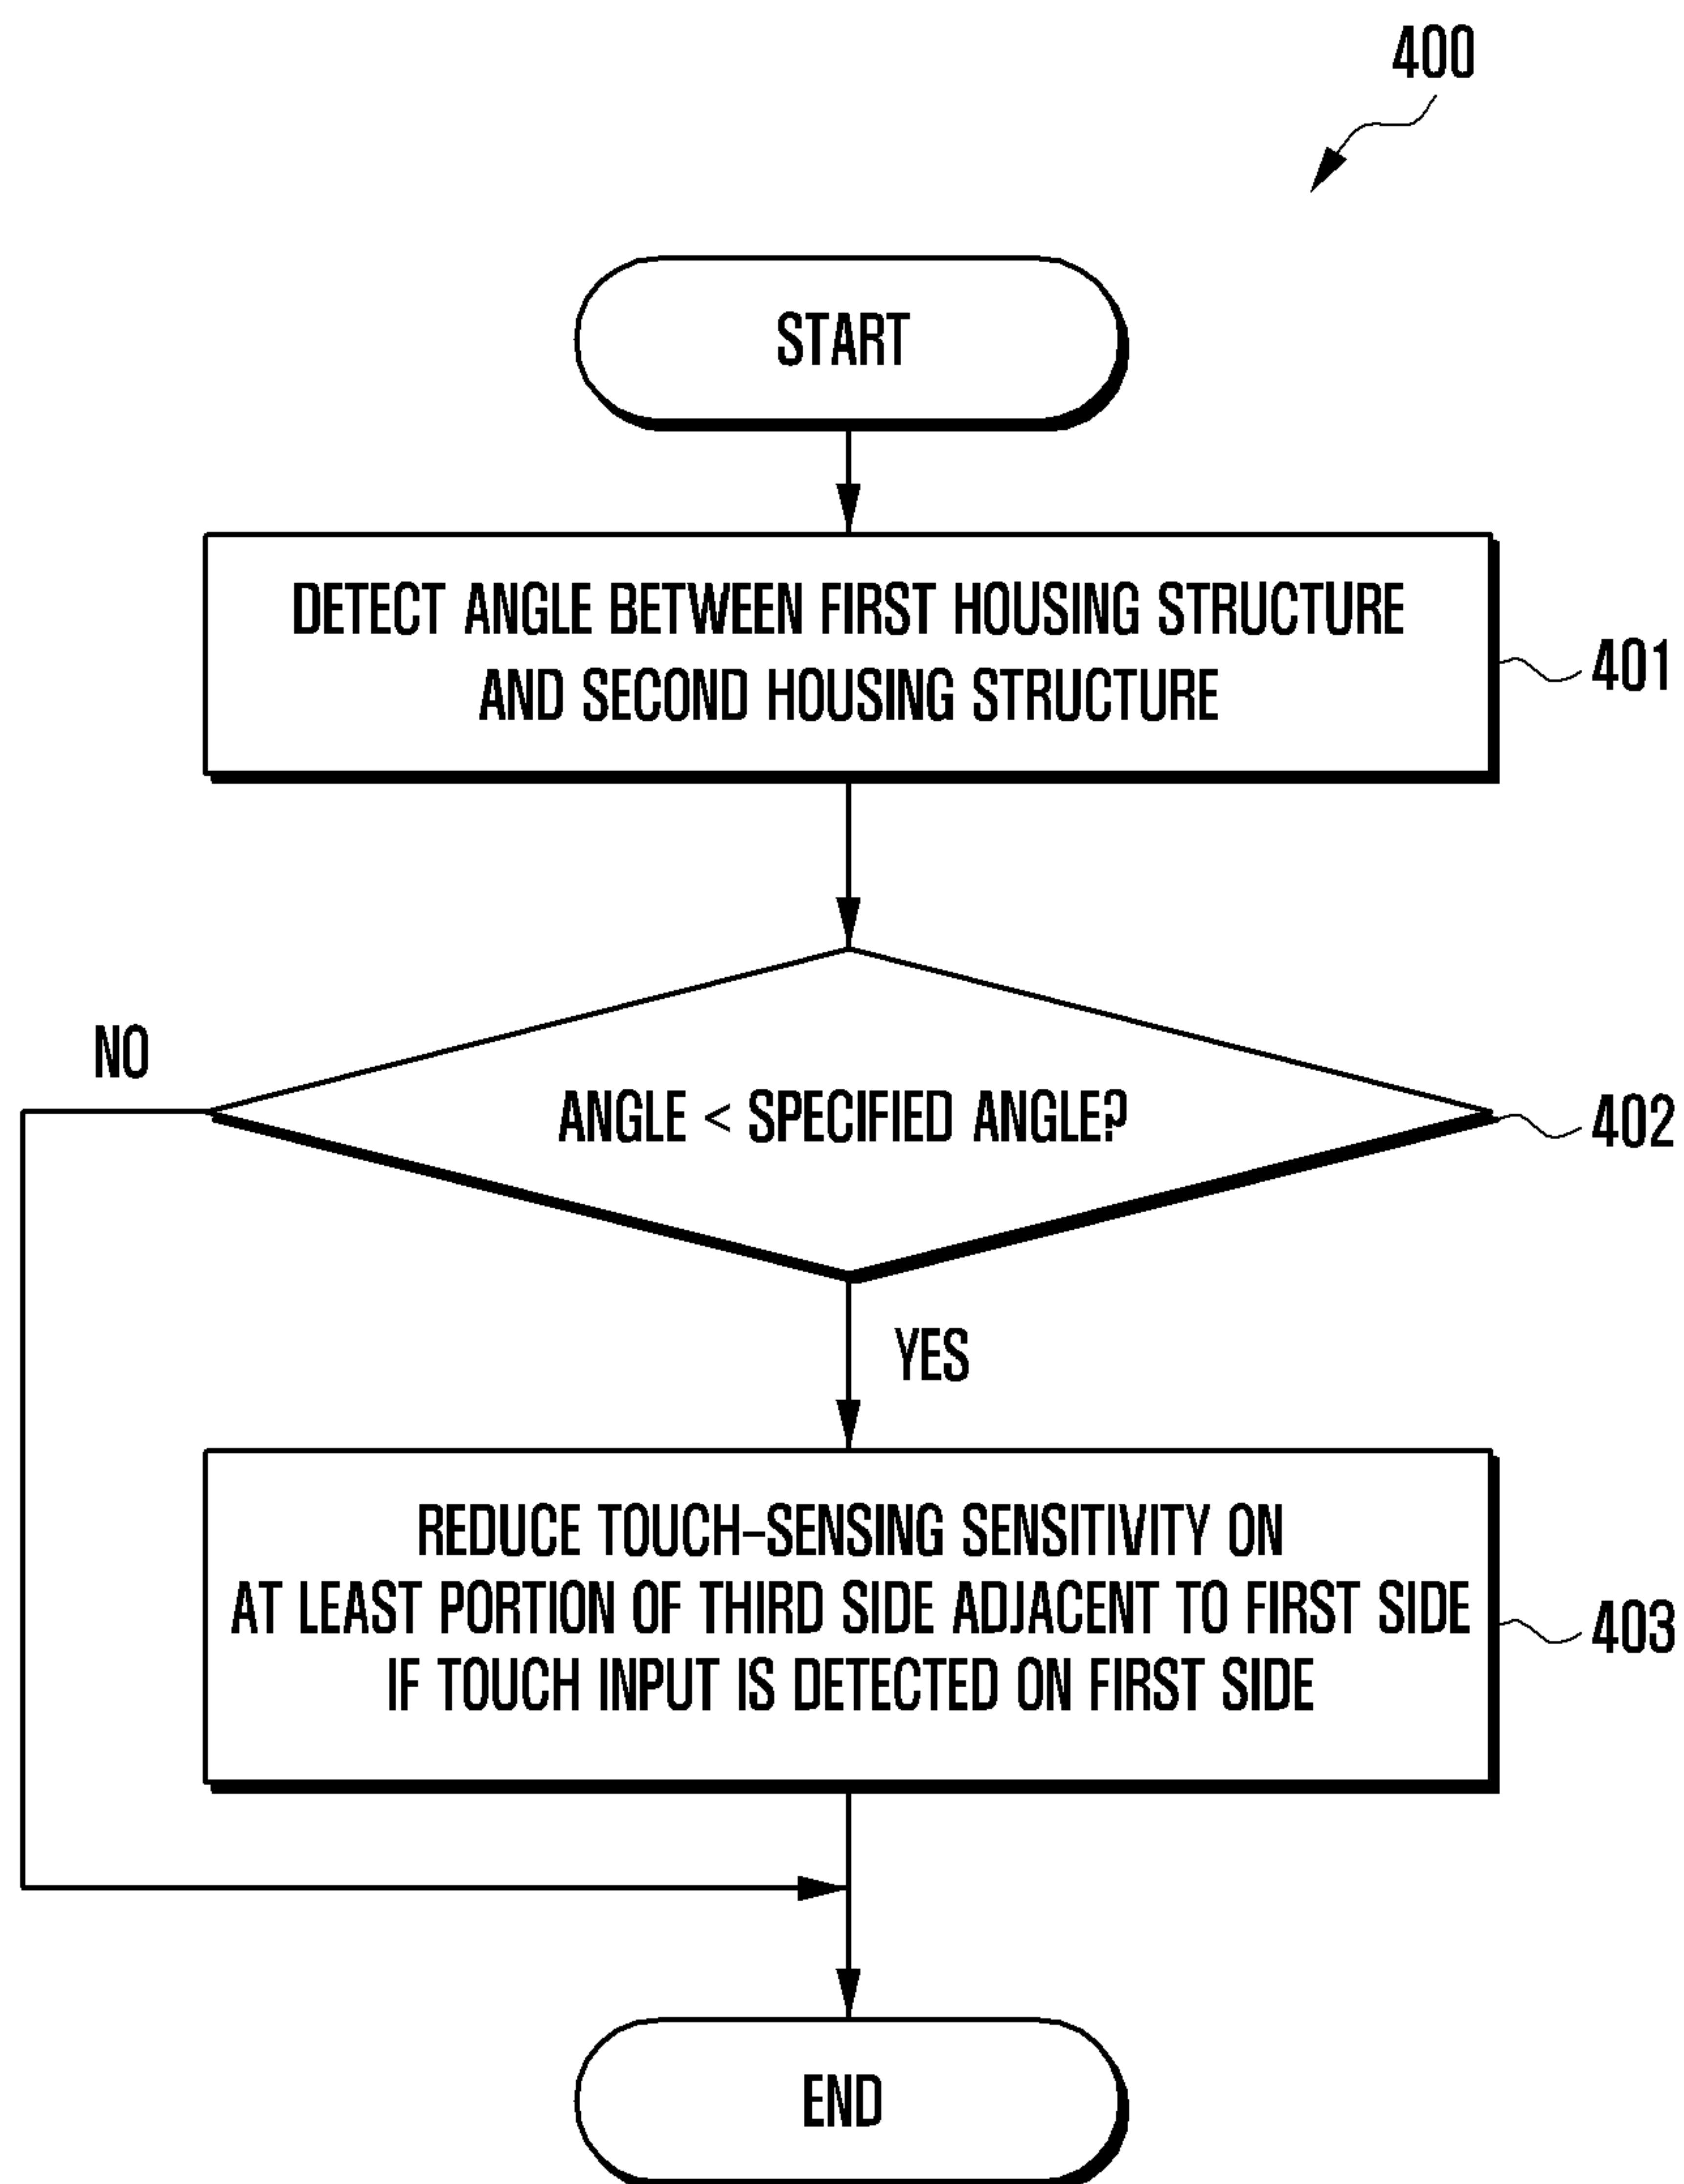 400
START
DETECT ANGLE BETWEEN FIRST HOUSING STRUCTURE
AND SECOND HOUSING STRUCTURE
401
NO
ANGLE < SPECIFIED ANGLE?
402
YES
REDUCE TOUCH-SENSING SENSITIVITY ON
AT LEAST PORTION OF THIRD SIDE ADJACENT TO FIRST SIDE
IF TOUCH INPUT IS DETECTED ON FIRST SIDE
403
END